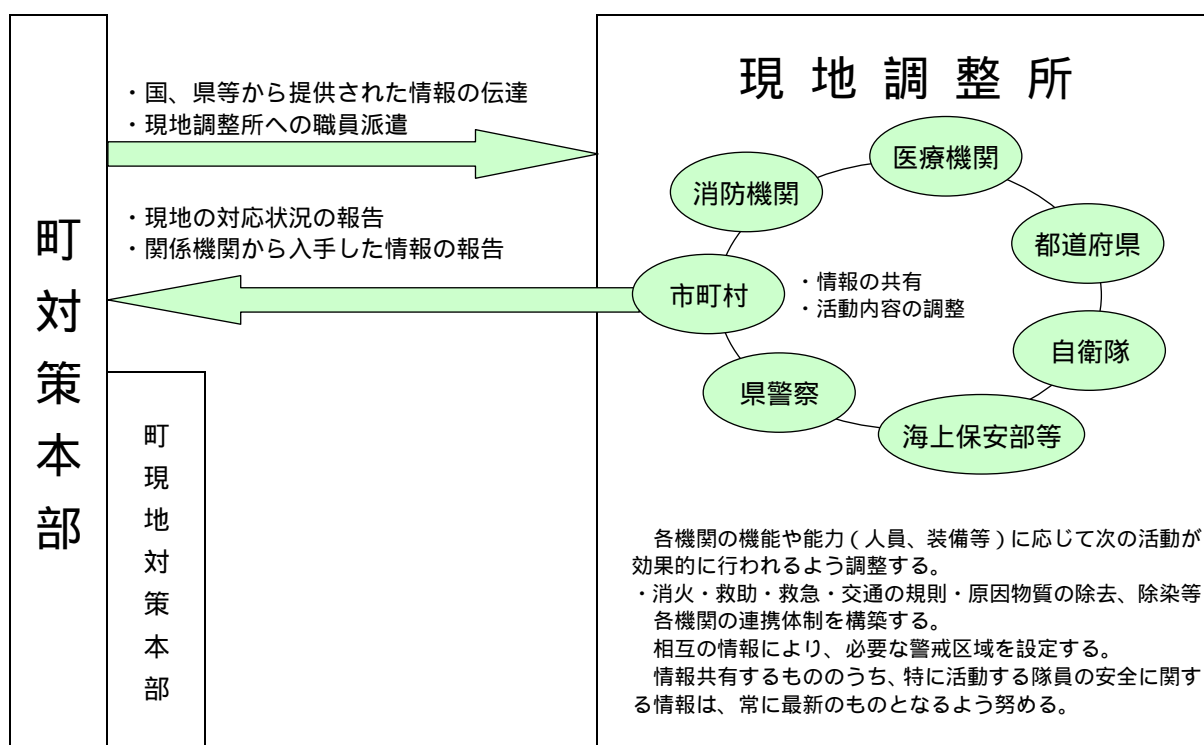 町対策本部
町現地対策本部
・国、県等から提供された情報の伝達
・現地調整所への職員派遣
・現地の対応状況の報告
・関係機関から入手した情報の報告
現地調整所
医療機関
消防機関
都道府県
市町村
・情報の共有
・活動内容の調整
自衛隊
県警察
海上保安部等
各機関の機能や能力(人員、装備等)に応じて次の活動が
効果的に行われるよう調整する。
・消火・救助・救急・交通の規則・原因物質の除去、除染等
各機関の連携体制を構築する。
相互の情報により、必要な警戒区域を設定する。
情報共有するもののうち、特に活動する隊員の安全に関す
る情報は、常に最新のものとなるよう努める。